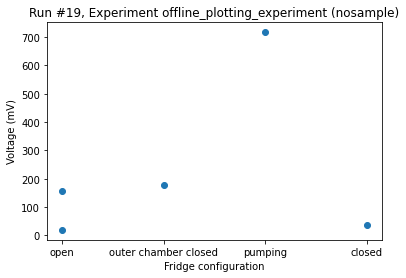 Run #19, Experiment offline_plotting_experiment (nosample)
700
600
500
400
300
200
100
0
Voltage (mV)
open outer chamber closed pumping closed
Fridge configuration